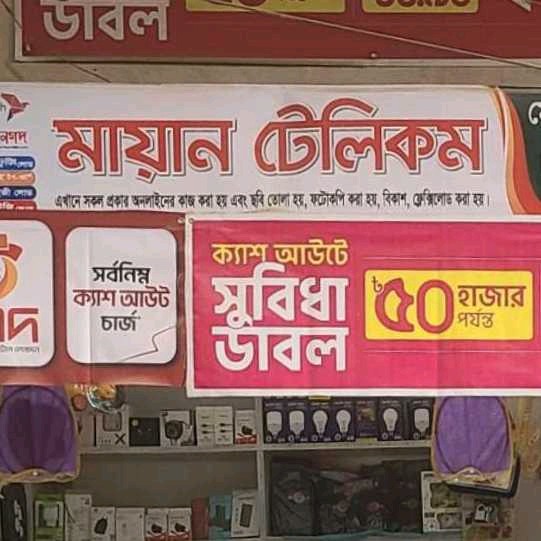 ডাবল
নগদ
মায়ান টেলিকম
এখানে সকল প্রকার অনলাইনের কাজ করা হয় এবং ছবি তোলা হয়, ফটোকপি করা হয়, বিকাশ, ফ্লেক্সিলোড করা হয়।
সর্বনিম্ন
ক্যাশ আউট
চার্জ
ক্যাশ আউটে
সুবিধা
ডাবল
৳৫০ হাজার
পর্যন্ত